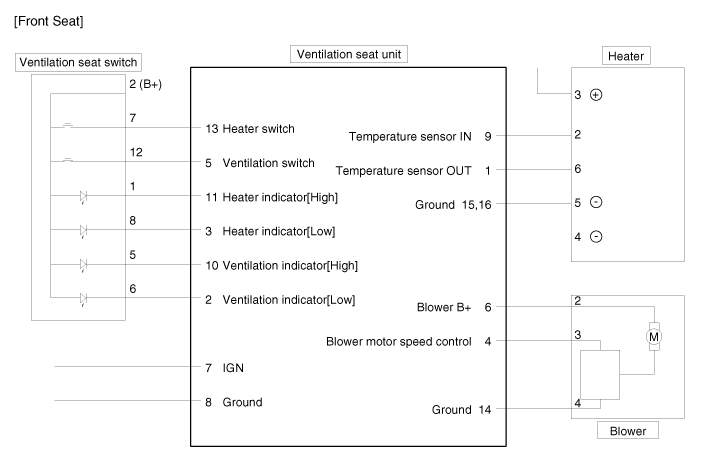 [Front Seat]
Ventilation seat switch
Ventilation seat unit
Heater
2 (B+)
7
13 Heater switch
12
5 Ventilation switch
1
11 Heater indicator[High]
8
3 Heater indicator[Low]
5
10 Ventilation indicator[High]
6
2 Ventilation indicator[Low]
7 IGN
8 Ground
Temperature sensor IN 9
Temperature sensor OUT 1
Ground 15,16
Blower B+ 6
Blower motor speed control 4
Ground 14
3 +
2
6
5 -
4 -
2
3
M
4
Blower